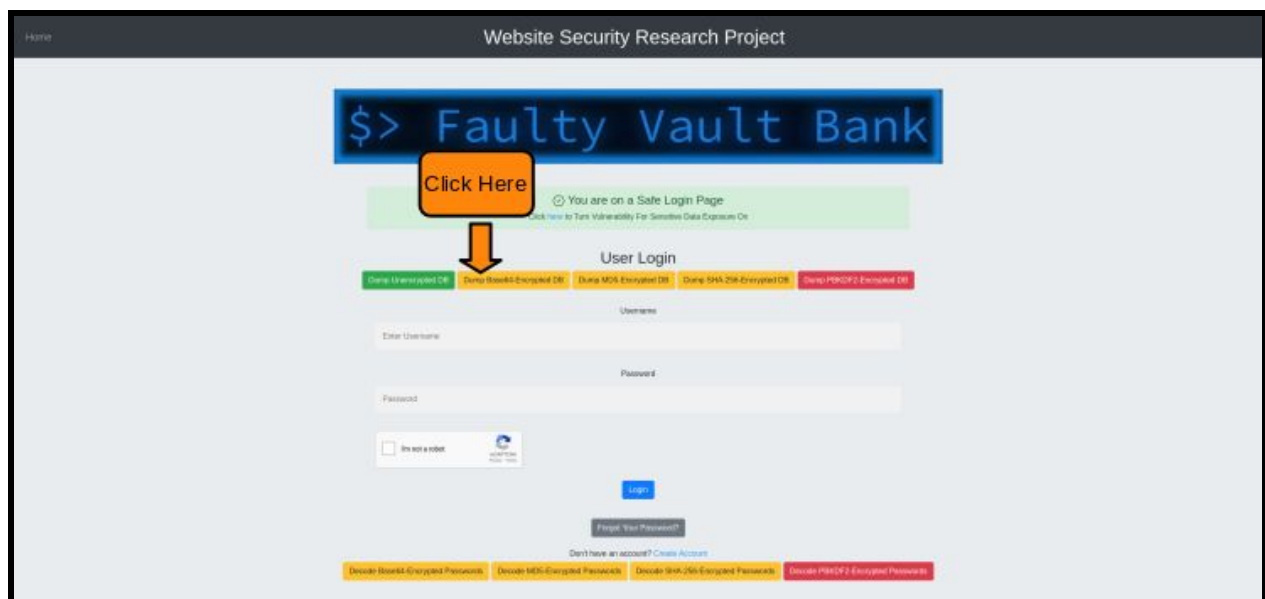 Home
Website Security Research Project
$> Faulty Vault Bank
Click Here
You are on a Safe Login Page
Click here to Turn Vulnerability For Sensitive Data Exposure On
User Login
Dump Unencrypted DB
Dump Base64-Encrypted DB
Dump MD5-Encrypted DB
Dump SHA-256-Encrypted DB
Dump PBKDF2-Encrypted DB
Username
Enter Username
Password
Password
I'm not a robot
reCAPTCHA
Privacy - Terms
Login
Forgot Your Password?
Don't have an account? Create Account
Decode Base64-Encrypted Passwords
Decode MD5-Encrypted Passwords
Decode SHA-256-Encrypted Passwords
Decode PBKDF2-Encrypted Passwords